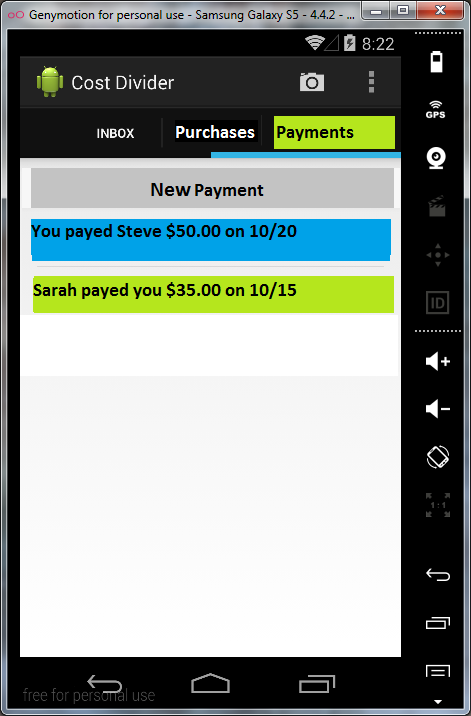 Genymotion for personal use - Samsung Galaxy S5 - 4.4.2 - ...
8:22
Cost Divider
GPS
INBOX Purchases Payments
New Payment
You payed Steve $50.00 on 10/20
Sarah payed you $35.00 on 10/15
ID
1:1
free for personal use